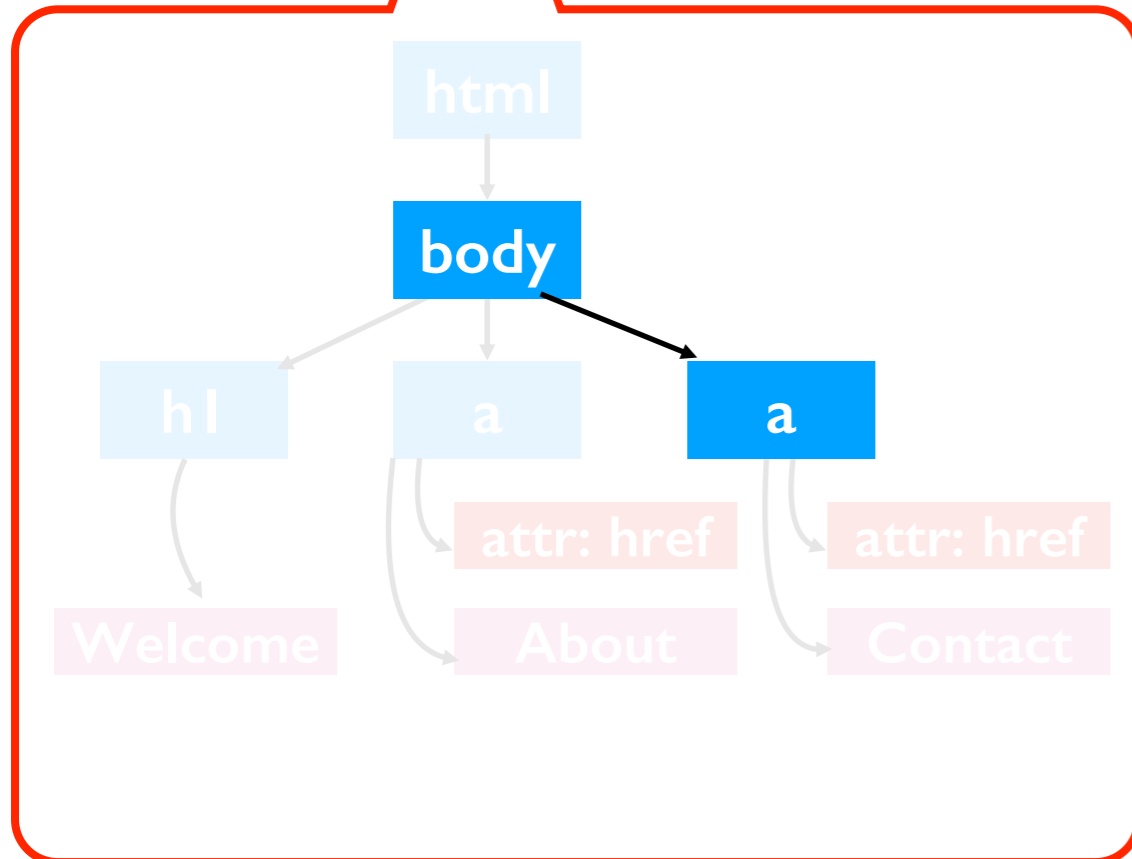 html
body
h1
a
a
attr: href
attr: href
Welcome
About
Contact